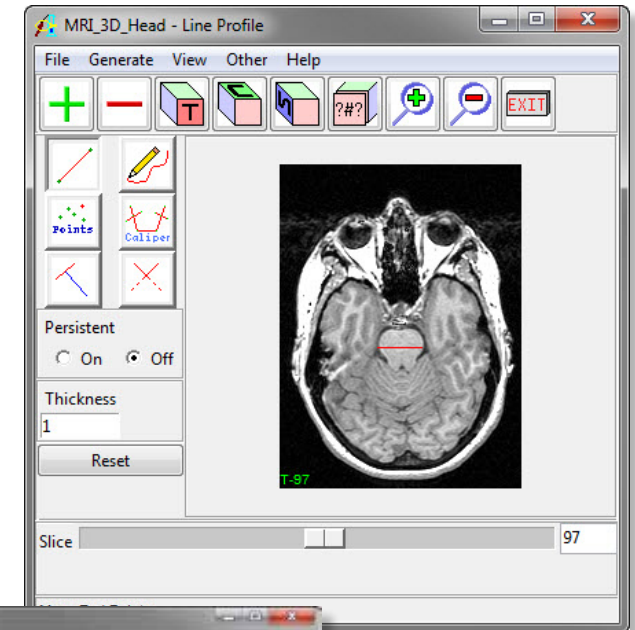 MRI_3D_Head - Line Profile
File Generate View Other Help
T C S ?#? EXIT
Points Caliper
Persistent
On Off
Thickness
1
Reset
T-97
Slice 97